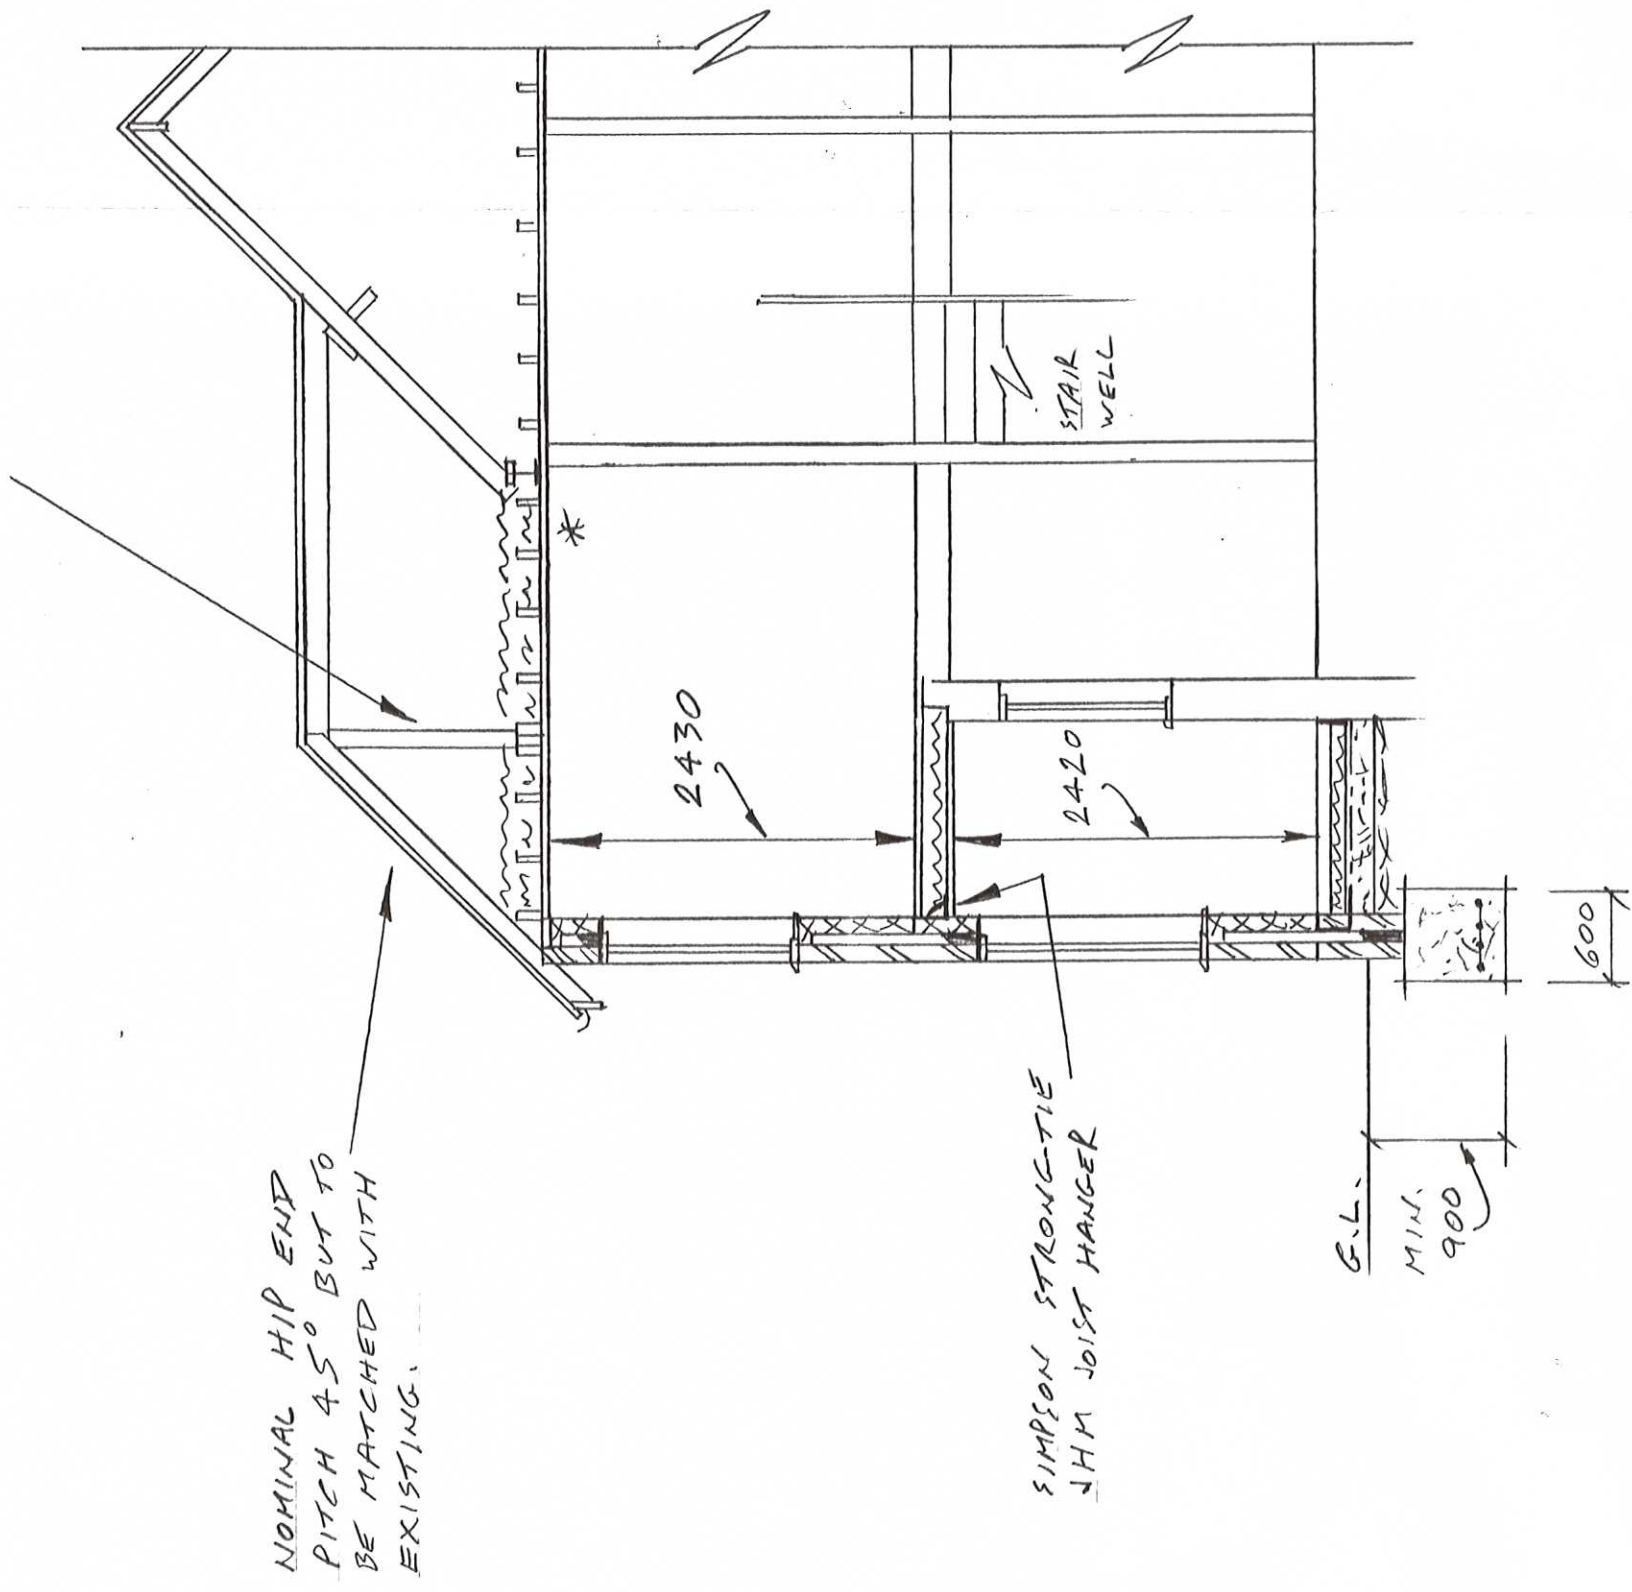 NOMINAL HIP END
PITCH 45° BUT TO
BE MATCHED WITH
EXISTING.
2430
*
2420
STAIR
WELL
SIMPSON STRONG-TIE
JHM JOIST HANGER
G.L.
MIN.
900
600